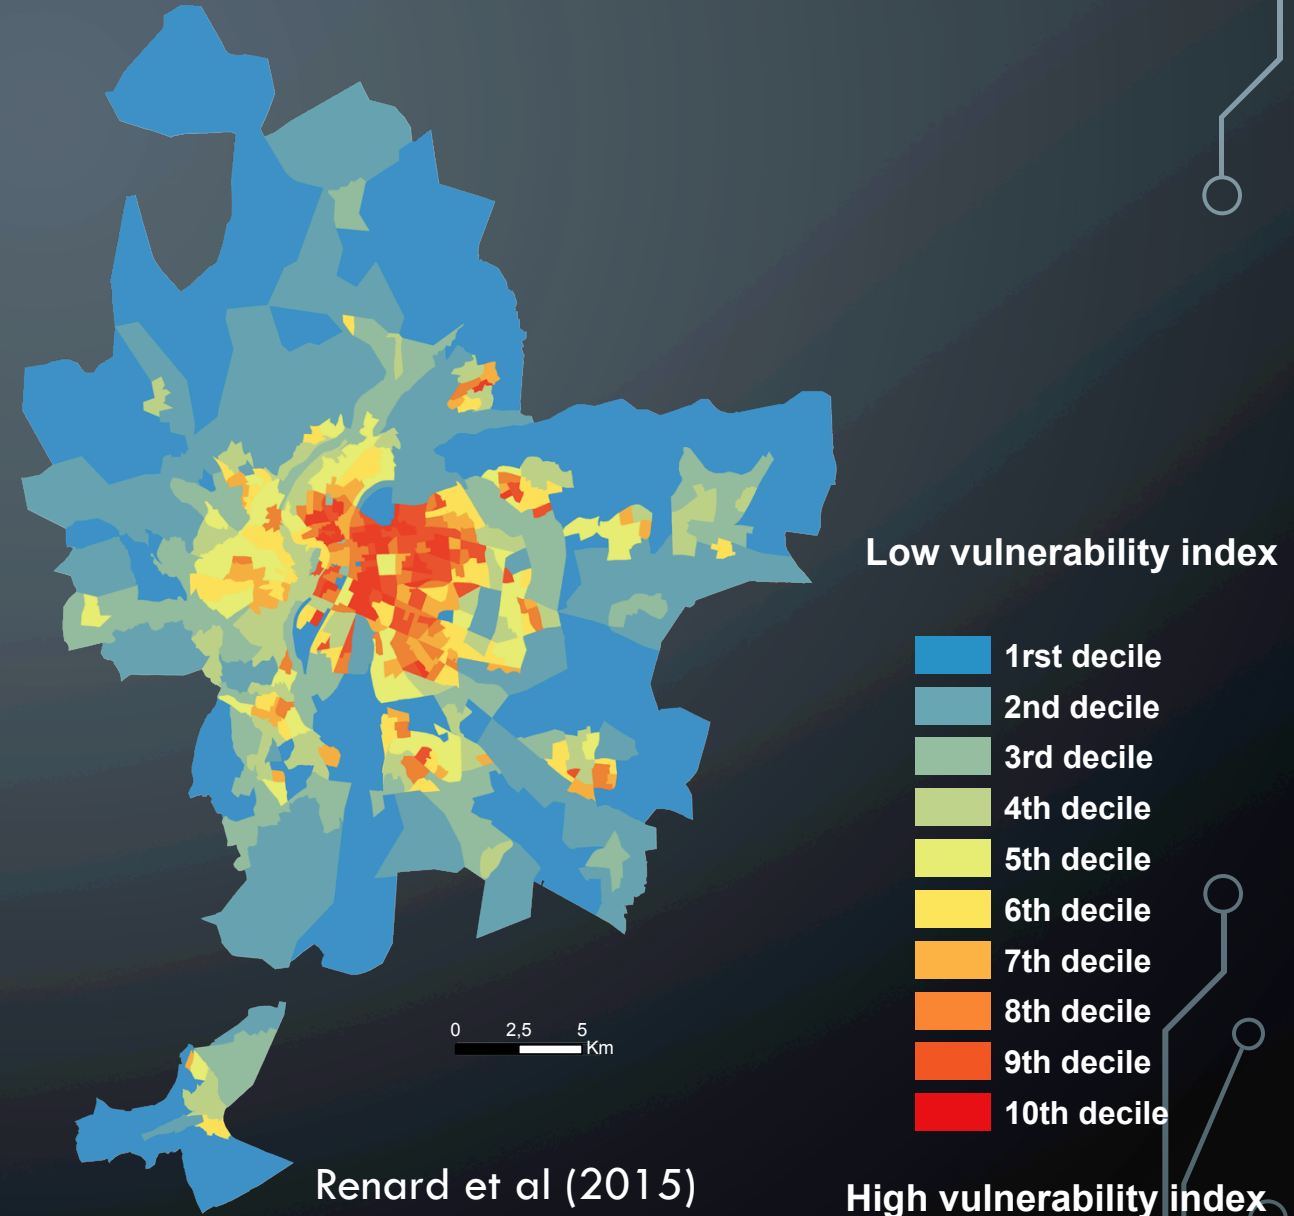 Low vulnerability index
1rst decile
2nd decile
3rd decile
4th decile
5th decile
6th decile
7th decile
8th decile
9th decile
10th decile
High vulnerability index
0 2,5 5
Km
Renard et al (2015)